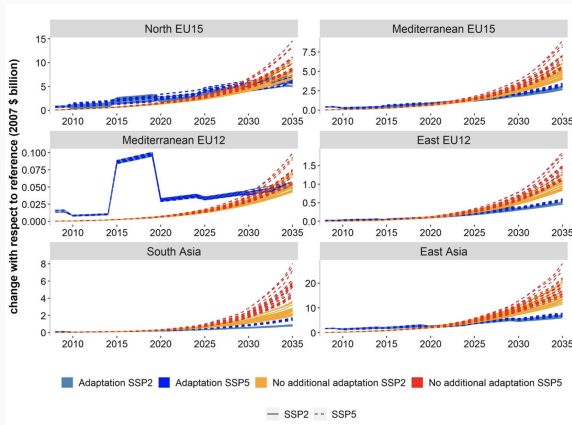 change with respect to reference (2007 $ billion)
North EU15
15
10
5
0
2010 2015 2020 2025 2030 2035
Mediterranean EU15
7.5
5.0
2.5
0.0
2010 2015 2020 2025 2030 2035
Mediterranean EU12
0.100
0.075
0.050
0.025
0.000
2010 2015 2020 2025 2030 2035
East EU12
1.5
1.0
0.5
0.0
2010 2015 2020 2025 2030 2035
South Asia
8
6
4
2
0
2010 2015 2020 2025 2030 2035
East Asia
20
10
0
2010 2015 2020 2025 2030 2035
Adaptation SSP2 Adaptation SSP5 No additional adaptation SSP2 No additional adaptation SSP5
SSP2 SSP5